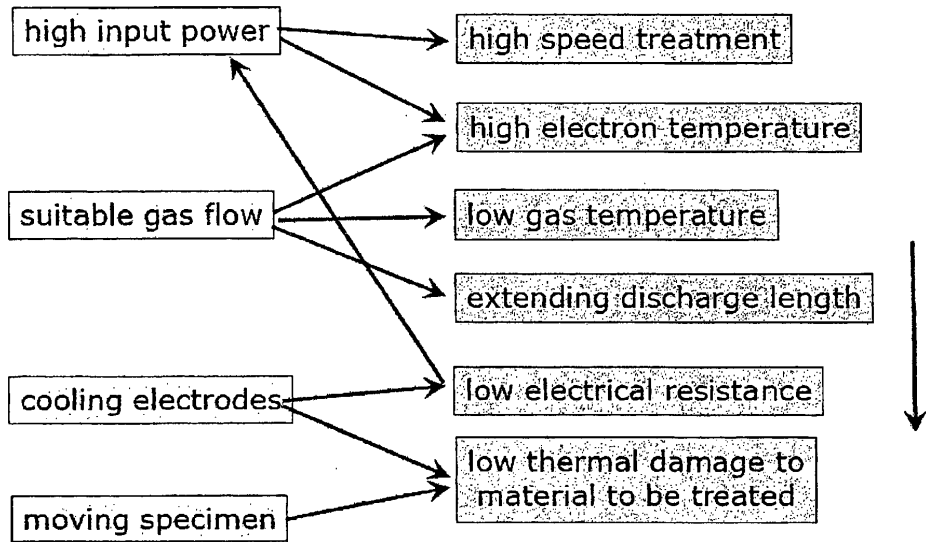 high input power
high speed treatment
high electron temperature
suitable gas flow
low gas temperature
extending discharge length
cooling electrodes
low electrical resistance
low thermal damage to
material to be treated
moving specimen